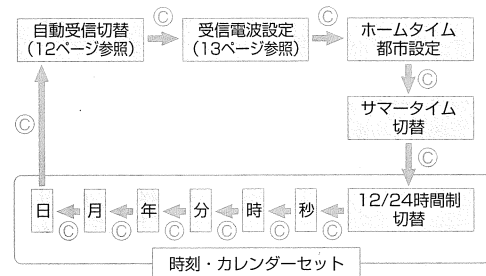 自動受信切替
(12ページ参照)
Ⓒ
受信電波設定
(13ページ参照)
Ⓒ
ホームタイム
都市設定
Ⓒ
サマータイム
切替
Ⓒ
12/24時間制
切替
Ⓒ
秒
Ⓒ
時
Ⓒ
分
Ⓒ
年
Ⓒ
月
Ⓒ
日
Ⓒ
時刻・カレンダーセット